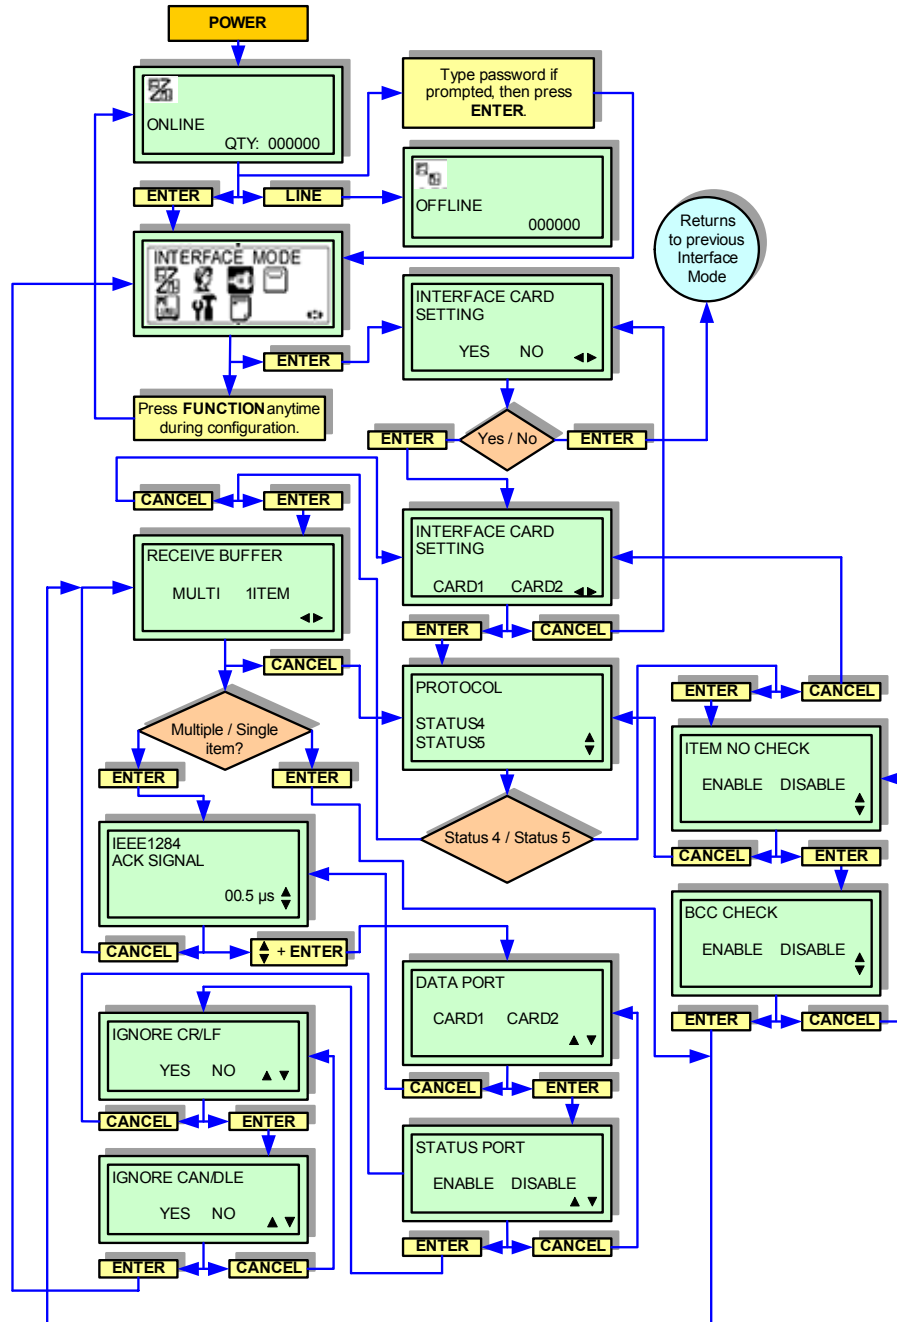 POWER
ONLINE
QTY: 000000
Type password if
prompted, then press
ENTER.
ENTER
LINE
OFFLINE
000000
INTERFACE MODE
ENTER
Press FUNCTION anytime
during configuration.
INTERFACE CARD
SETTING
YES NO
Returns
to previous
Interface
Mode
ENTER
Yes / No
ENTER
CANCEL
ENTER
RECEIVE BUFFER
MULTI 1ITEM
INTERFACE CARD
SETTING
CARD1 CARD2
ENTER
CANCEL
CANCEL
PROTOCOL
STATUS4
STATUS5
ENTER
CANCEL
Multiple / Single
item?
ENTER
ENTER
ITEM NO CHECK
ENABLE DISABLE
Status 4 / Status 5
CANCEL
ENTER
IEEE1284
ACK SIGNAL
00.5 µs
CANCEL
+ ENTER
BCC CHECK
ENABLE DISABLE
ENTER
CANCEL
DATA PORT
CARD1 CARD2
CANCEL
ENTER
IGNORE CR/LF
YES NO
CANCEL
ENTER
STATUS PORT
ENABLE DISABLE
ENTER
CANCEL
IGNORE CAN/DLE
YES NO
ENTER
CANCEL